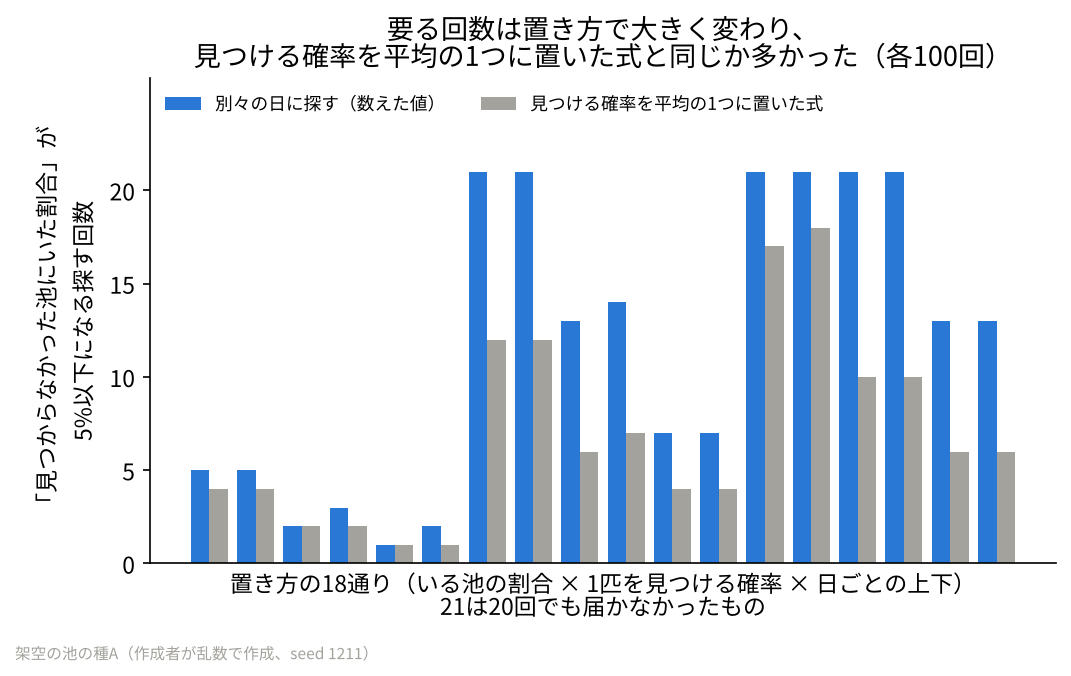 要る回数は置き方で大きく変わり、
見つける確率を平均の1つに置いた式と同じか多かった（各100回）
別々の日に探す（数えた値）
見つける確率を平均の1つに置いた式
「見つからなかった池にいた割合」が
5%以下になる探す回数
20
15
10
5
0
置き方の18通り（いる池の割合 × 1匹を見つける確率 × 日ごとの上下）
21は20回でも届かなかったもの
架空の池の種A（作成者が乱数で作成、seed 1211）